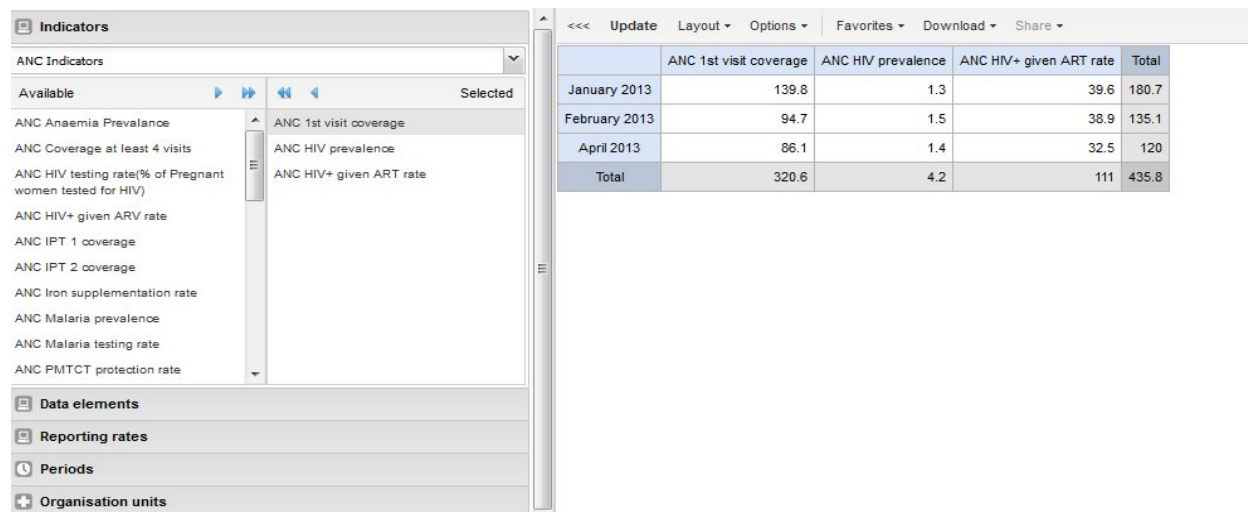 Indicators
ANC Indicators
Available Selected
ANC Anaemia Prevalance
ANC Coverage at least 4 visits
ANC HIV testing rate(% of Pregnant
women tested for HIV)
ANC HIV+ given ARV rate
ANC IPT 1 coverage
ANC IPT 2 coverage
ANC Iron supplementation rate
ANC Malaria prevalence
ANC Malaria testing rate
ANC PMTCT protection rate
ANC 1st visit coverage
ANC HIV prevalence
ANC HIV+ given ART rate
Data elements
Reporting rates
Periods
Organisation units
<<< Update Layout Options Favorites Download Share
ANC 1st visit coverage ANC HIV prevalence ANC HIV+ given ART rate Total
January 2013 139.8 1.3 39.6 180.7
February 2013 94.7 1.5 38.9 135.1
April 2013 86.1 1.4 32.5 120
Total 320.6 4.2 111 435.8